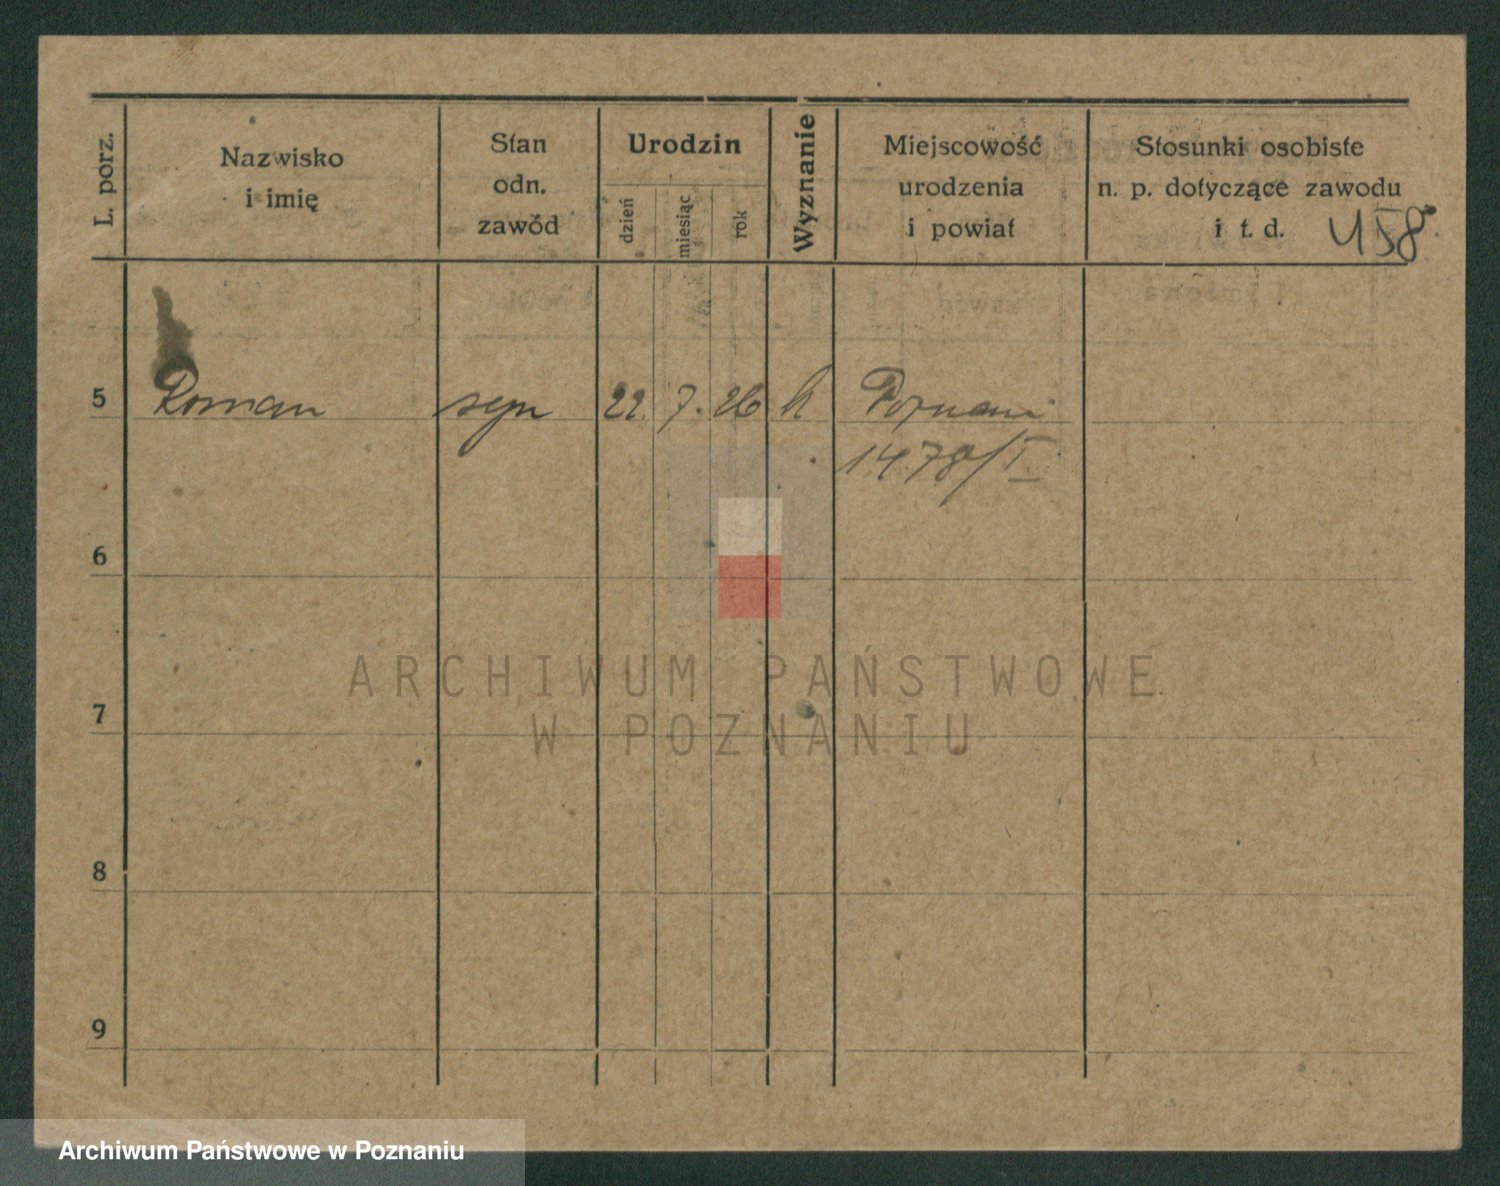 L. porz.
Nazwisko
i imię
Stan
odn.
zawód
Urodzin
dzień
miesiąc
rok
Wyznanie
Miejscowość
urodzenia
i powiat
Stosunki osobiste
n. p. dotyczące zawodu
i t. d.
458
5 Roman syn 22. 7. 26 k Poznań
1478/I
6
7
8
9
ARCHIWUM PAŃSTWOWE
W POZNANIU
Archiwum Państwowe w Poznaniu